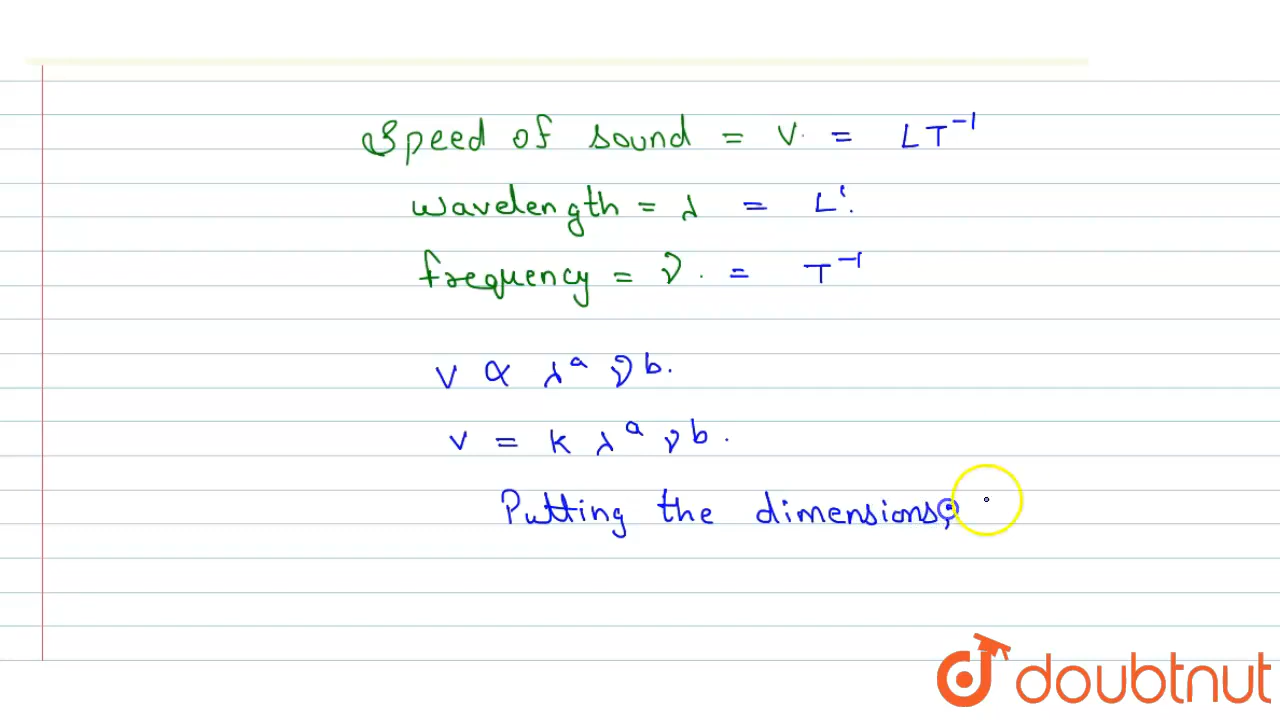 Speed of sound = v. = LT⁻¹
wavelength = λ = L¹.
frequency = ν. = T⁻¹
v ∝ λᵃ νᵇ.
v = k λᵃ νᵇ.
Putting the dimensions,
doubtnut